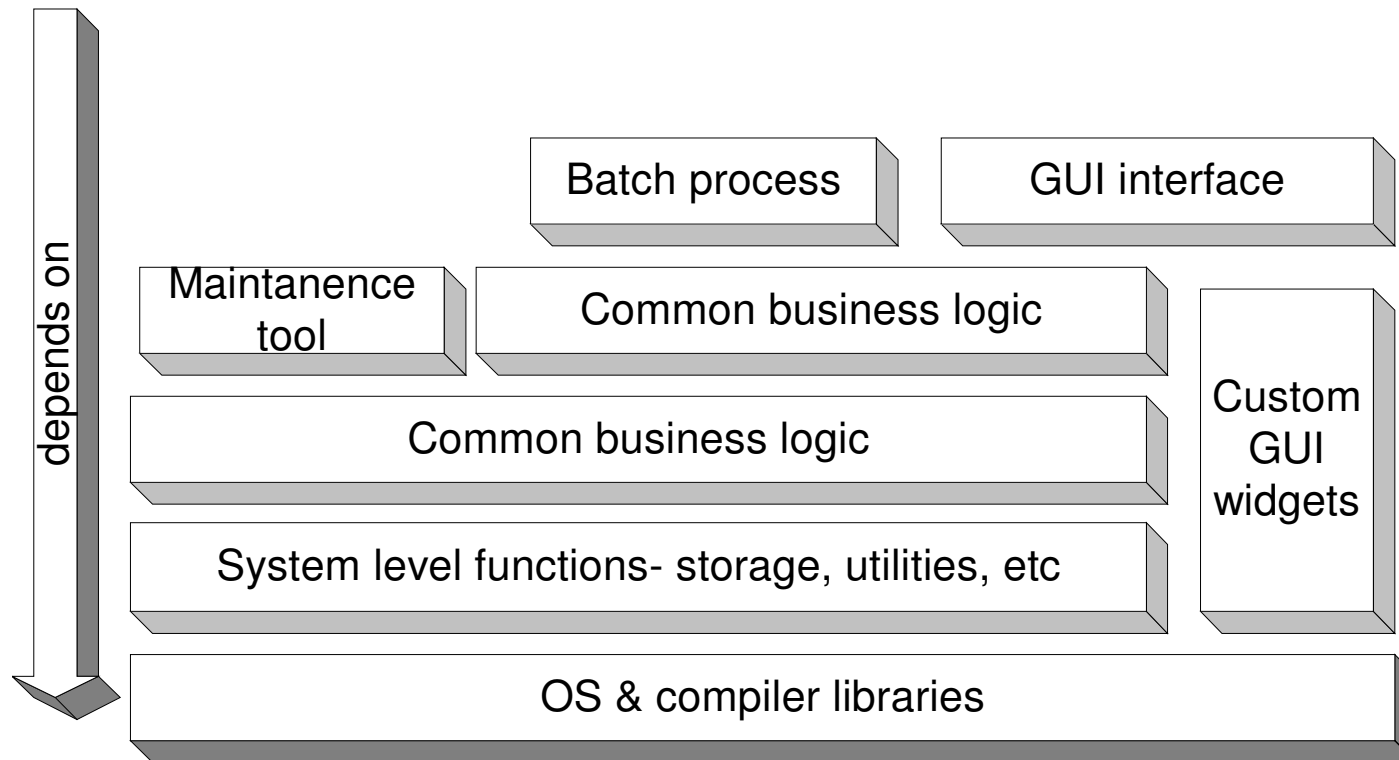 depends on
Batch process
GUI interface
Maintanence
tool
Common business logic
Custom
GUI
widgets
Common business logic
System level functions- storage, utilities, etc
OS & compiler libraries